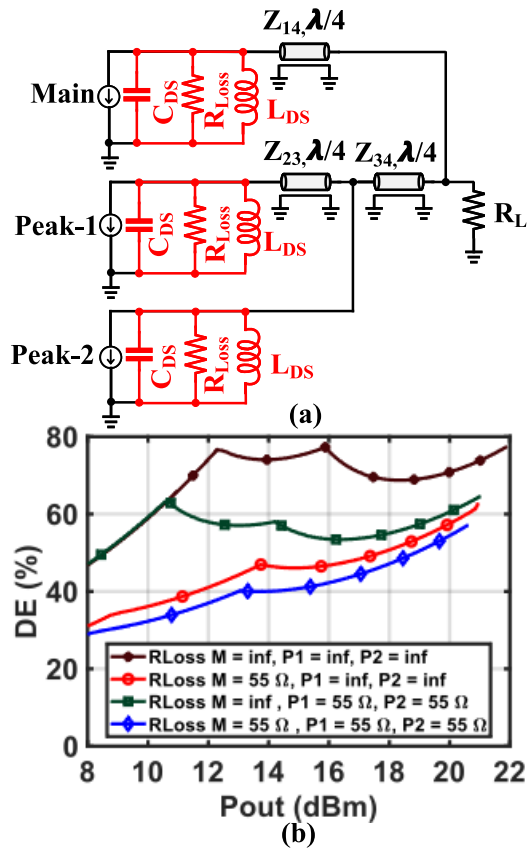 Z14, λ/4
Main
CDS
RLoss
LDS
Z23, λ/4
Z34, λ/4
Peak-1
CDS
RLoss
LDS
RL
Peak-2
CDS
RLoss
LDS
(a)
80
60
40
20
0
DE (%)
RLoss M = inf, P1 = inf, P2 = inf
RLoss M = 55 Ω, P1 = inf, P2 = inf
RLoss M = inf , P1 = 55 Ω, P2 = 55 Ω
RLoss M = 55 Ω , P1 = 55 Ω, P2 = 55 Ω
8 10 12 14 16 18 20 22
Pout (dBm)
(b)